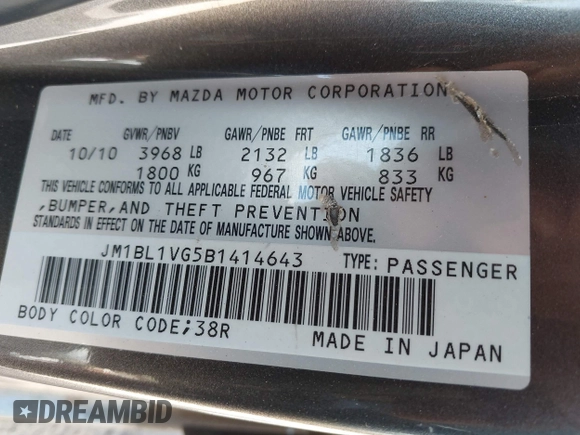 MFD. BY MAZDA MOTOR CORPORATION
DATE GVWR/PNBV GAWR/PNBE FRT GAWR/PNBE RR
10/10 3968 LB 2132 LB 1836 LB
1800 KG 967 KG 833 KG
THIS VEHICLE CONFORMS TO ALL APPLICABLE FEDERAL MOTOR VEHICLE SAFETY
,BUMPER,AND THEFT PREVENTION
STANDARDS IN EFFECT ON THE DATE OF MANUFACTURE SHOWN ABOVE.
JM1BL1VG5B1414643 TYPE: PASSENGER
BODY COLOR CODE;38R
MADE IN JAPAN
DREAMBID